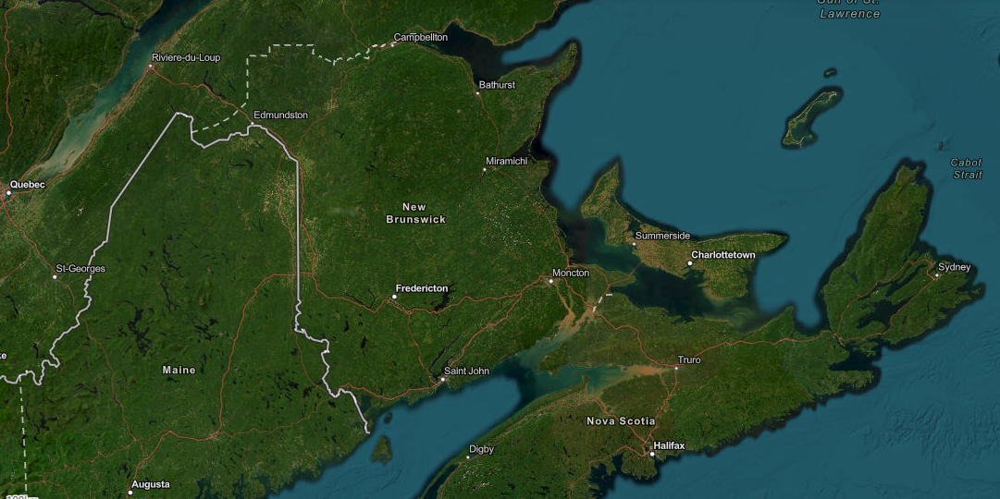 Gulf of St.
Lawrence
Campbellton
Riviere-du-Loup
Bathurst
Edmundston
Miramichi
Cabot
Strait
Quebec
New
Brunswick
Summerside
Charlottetown
St-Georges
Sydney
Moncton
Fredericton
Truro
Maine
Saint John
Nova Scotia
Halifax
Digby
Augusta